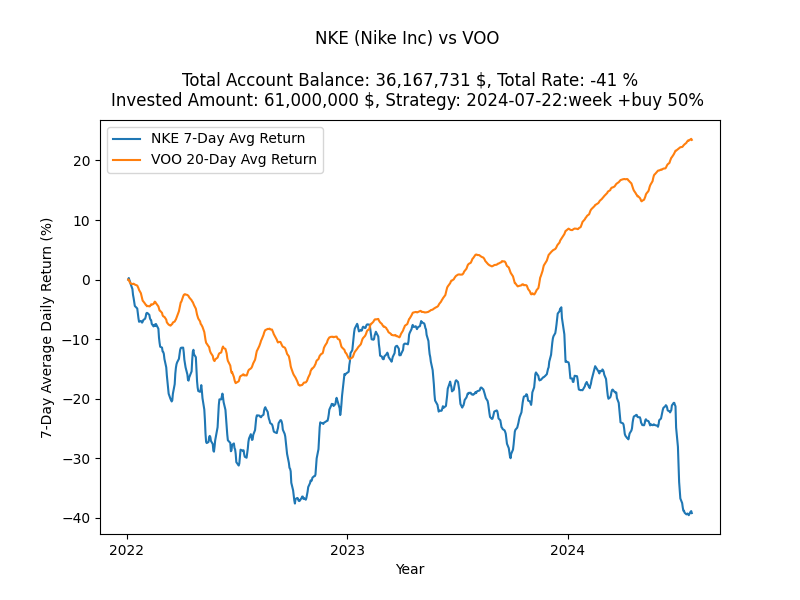 NKE (Nike Inc) vs VOO
Total Account Balance: 36,167,731 $, Total Rate: -41 %
Invested Amount: 61,000,000 $, Strategy: 2024-07-22:week +buy 50%
NKE 7-Day Avg Return
VOO 20-Day Avg Return
7-Day Average Daily Return (%)
20
10
0
−10
−20
−30
−40
2022
2023
2024
Year